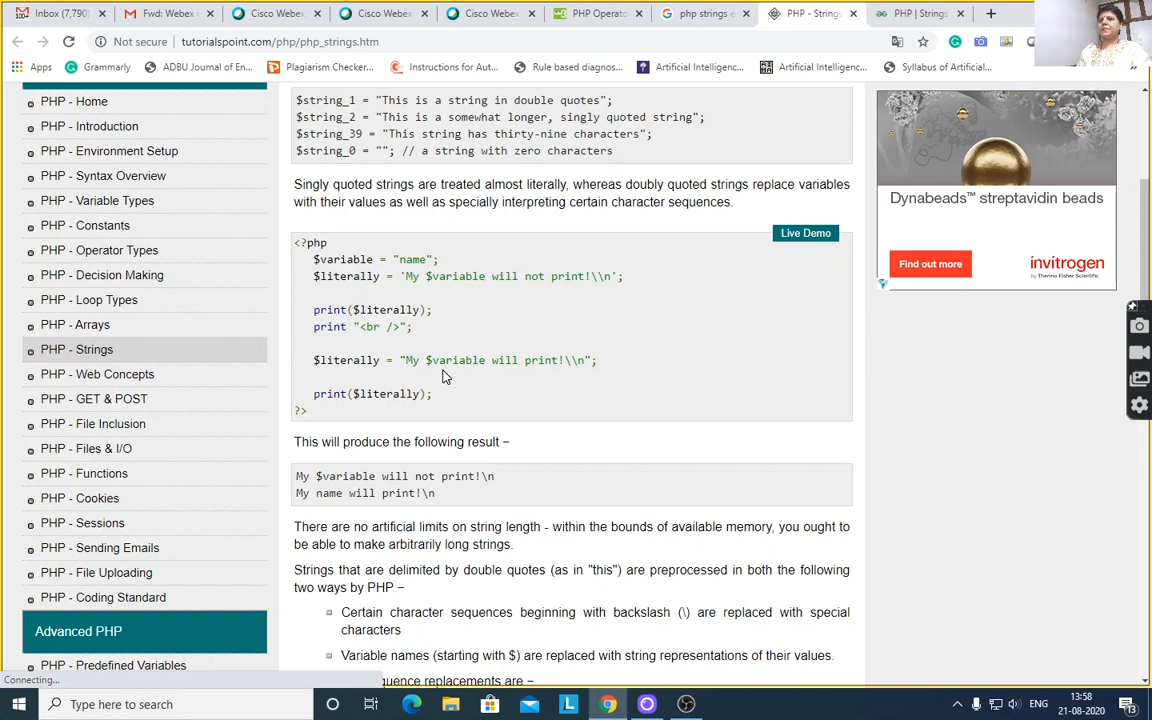 Inbox (7,790)
Fwd: Webex
Cisco Webex
Cisco Webex
Cisco Webex
PHP Operato
php strings e
PHP - Strings
PHP | Strings
Not secure
tutorialspoint.com/php/php_strings.htm
Apps
Grammarly
ADBU Journal of En...
Plagiarism Checker...
Instructions for Aut...
Rule based diagnos...
Artificial Intelligenc...
Artificial Intelligenc...
Syllabus of Artificial...
PHP - Home
PHP - Introduction
PHP - Environment Setup
PHP - Syntax Overview
PHP - Variable Types
PHP - Constants
PHP - Operator Types
PHP - Decision Making
PHP - Loop Types
PHP - Arrays
PHP - Strings
PHP - Web Concepts
PHP - GET & POST
PHP - File Inclusion
PHP - Files & I/O
PHP - Functions
PHP - Cookies
PHP - Sessions
PHP - Sending Emails
PHP - File Uploading
PHP - Coding Standard
Advanced PHP
PHP - Predefined Variables
Connecting...
$string_1 = "This is a string in double quotes";
$string_2 = "This is a somewhat longer, singly quoted string";
$string_39 = "This string has thirty-nine characters";
$string_0 = ""; // a string with zero characters
Singly quoted strings are treated almost literally, whereas doubly quoted strings replace variables
with their values as well as specially interpreting certain character sequences.
Live Demo
<?php
$variable = "name";
$literally = 'My $variable will not print!\\n';
print($literally);
print "<br />";
$literally = "My $variable will print!\\n";
print($literally);
?>
This will produce the following result −
My $variable will not print!\n
My name will print!\n
There are no artificial limits on string length - within the bounds of available memory, you ought to
be able to make arbitrarily long strings.
Strings that are delimited by double quotes (as in "this") are preprocessed in both the following
two ways by PHP −
Certain character sequences beginning with backslash (\) are replaced with special
characters
Variable names (starting with $) are replaced with string representations of their values.
quence replacements are −
Dynabeads™ streptavidin beads
Find out more
invitrogen
by Thermo Fisher Scientific
Type here to search
ENG
13:58
21-08-2020
13